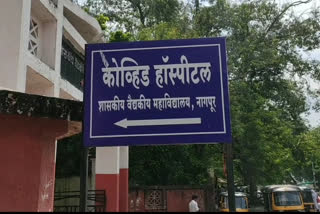 कोव्हिड हॉस्पीटल
शासकीय वैद्यकीय महाविद्यालय, नागपूर